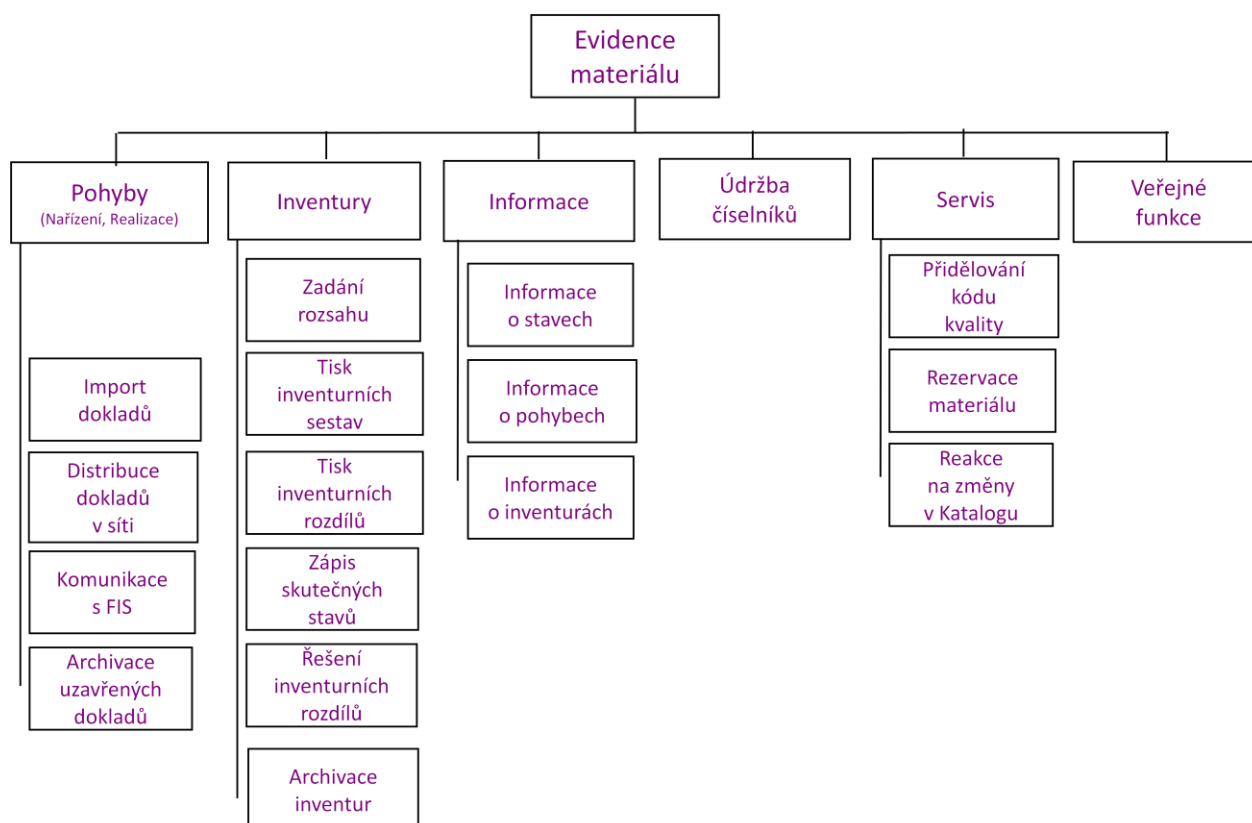 Evidence
materiálu
Pohyby
(Nařízení, Realizace)
Import
dokladů
Distribuce
dokladů
v síti
Komunikace
s FIS
Archivace
uzavřených
dokladů
Inventury
Zadání
rozsahu
Tisk
inventurních
sestav
Tisk
inventurních
rozdílů
Zápis
skutečných
stavů
Řešení
inventurních
rozdílů
Archivace
inventur
Informace
Informace
o stavech
Informace
o pohybech
Informace
o inventurách
Údržba
číselníků
Servis
Přidělování
kódu
kvality
Rezervace
materiálu
Reakce
na změny
v Katalogu
Veřejné
funkce